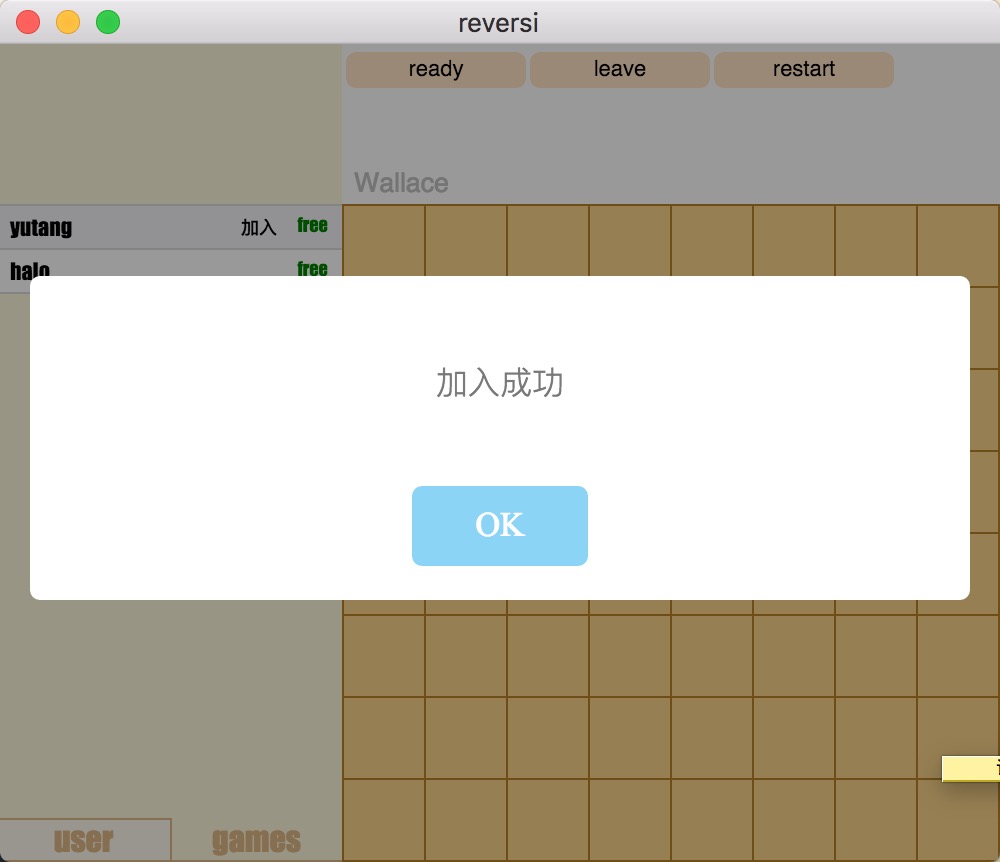 reversi
ready leave restart
Wallace
yutang 加入 free
halo free
加入成功
OK
user games